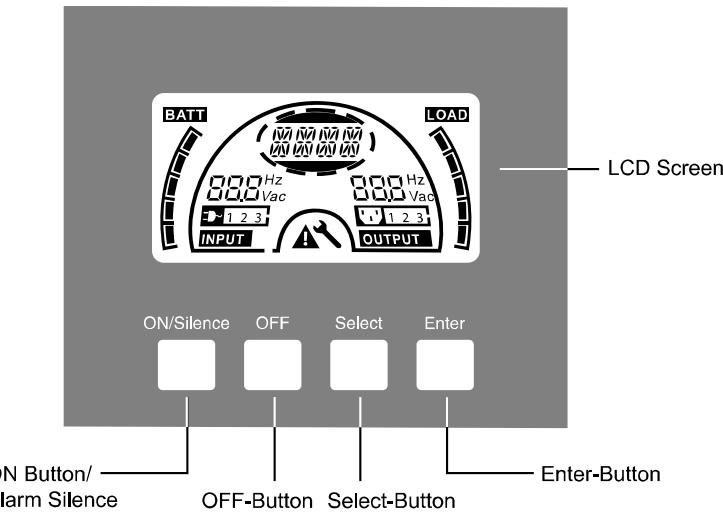 BATT
LOAD
88.8 Hz
Vac
88.8 Hz
Vac
1 2 3
1 2 3
INPUT
OUTPUT
LCD Screen
ON/Silence OFF Select Enter
N Button/
larm Silence
OFF-Button Select-Button
Enter-Button